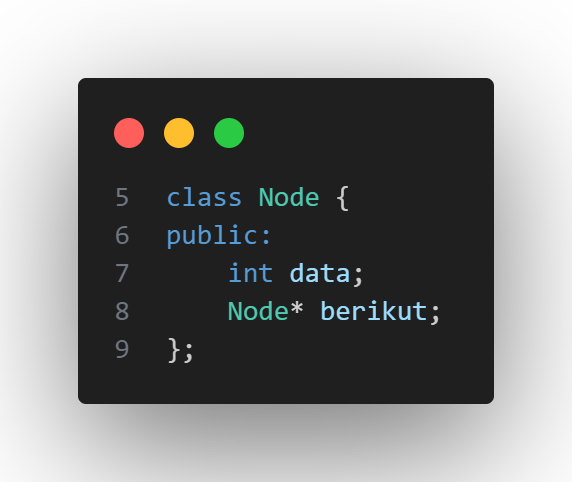 5 class Node {
6 public:
7     int data;
8     Node* berikut;
9 };